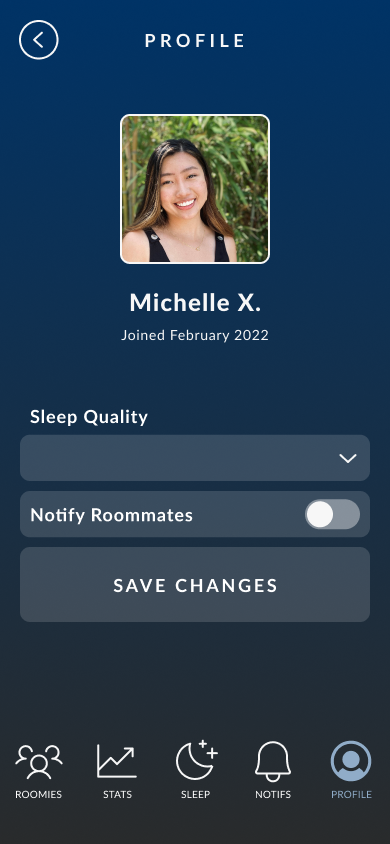 PROFILE
Michelle X.
Joined February 2022
Sleep Quality
Notify Roommates
SAVE CHANGES
ROOMIES STATS SLEEP NOTIFS PROFILE